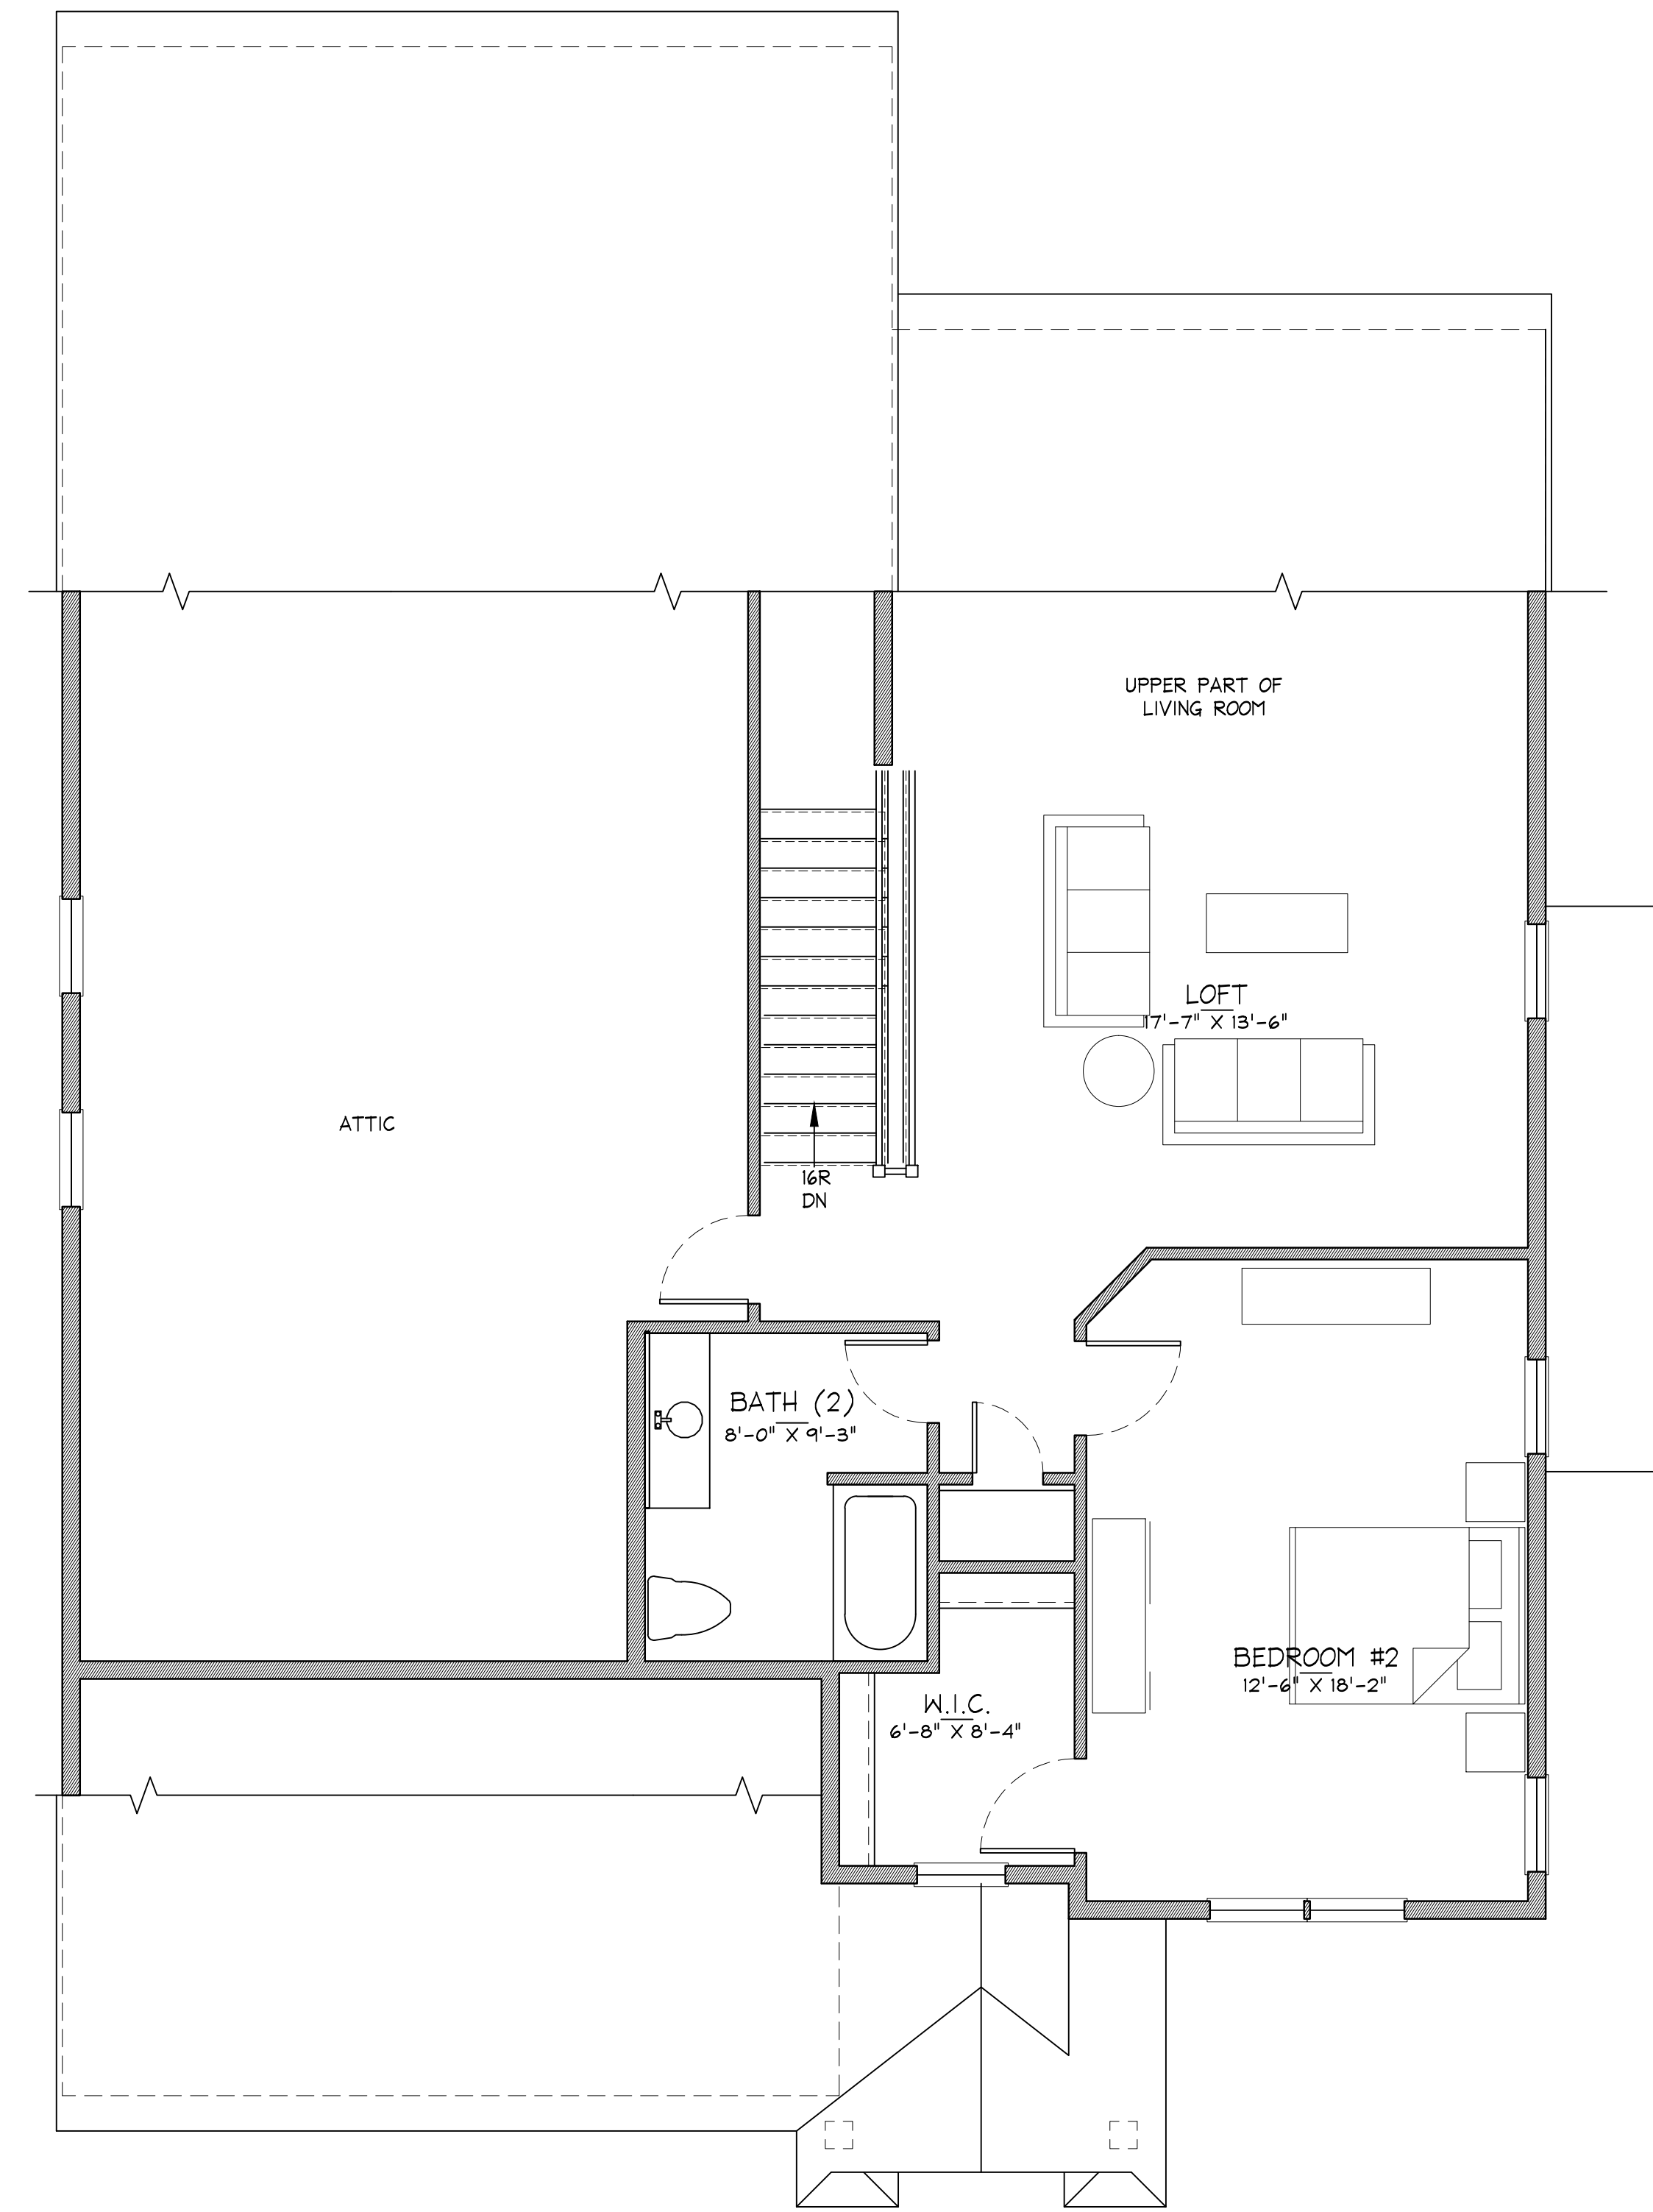 UPPER PART OF
LIVING ROOM
LOFT
17'-7" X 13'-6"
ATTIC
16R
DN
BATH (2)
8'-0" X 9'-3"
BEDROOM #2
12'-6" X 18'-2"
W.I.C.
6'-8" X 8'-4"